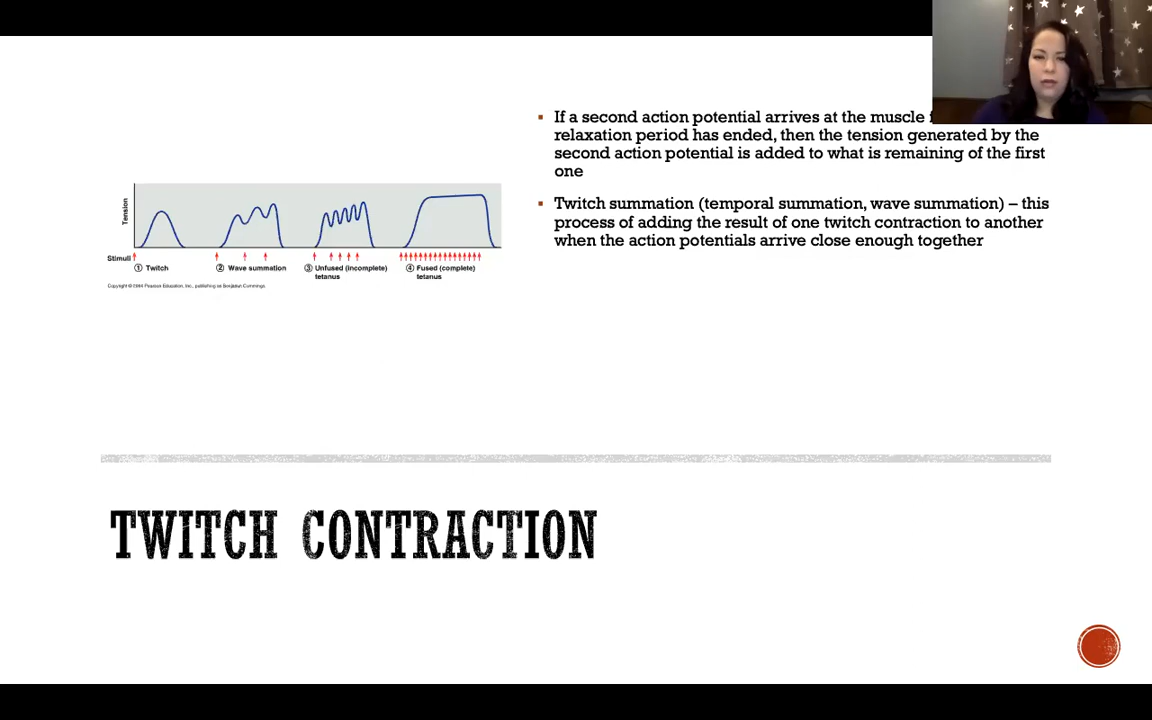 If a second action potential arrives at the muscle
relaxation period has ended, then the tension generated by the
second action potential is added to what is remaining of the first
one
Twitch summation (temporal summation, wave summation) – this
process of adding the result of one twitch contraction to another
when the action potentials arrive close enough together
Tension
Stimuli
① Twitch
② Wave summation
③ Unfused (incomplete)
tetanus
④ Fused (complete)
tetanus
Copyright © 2004 Pearson Education, Inc., publishing as Benjamin Cummings.
TWITCH CONTRACTION